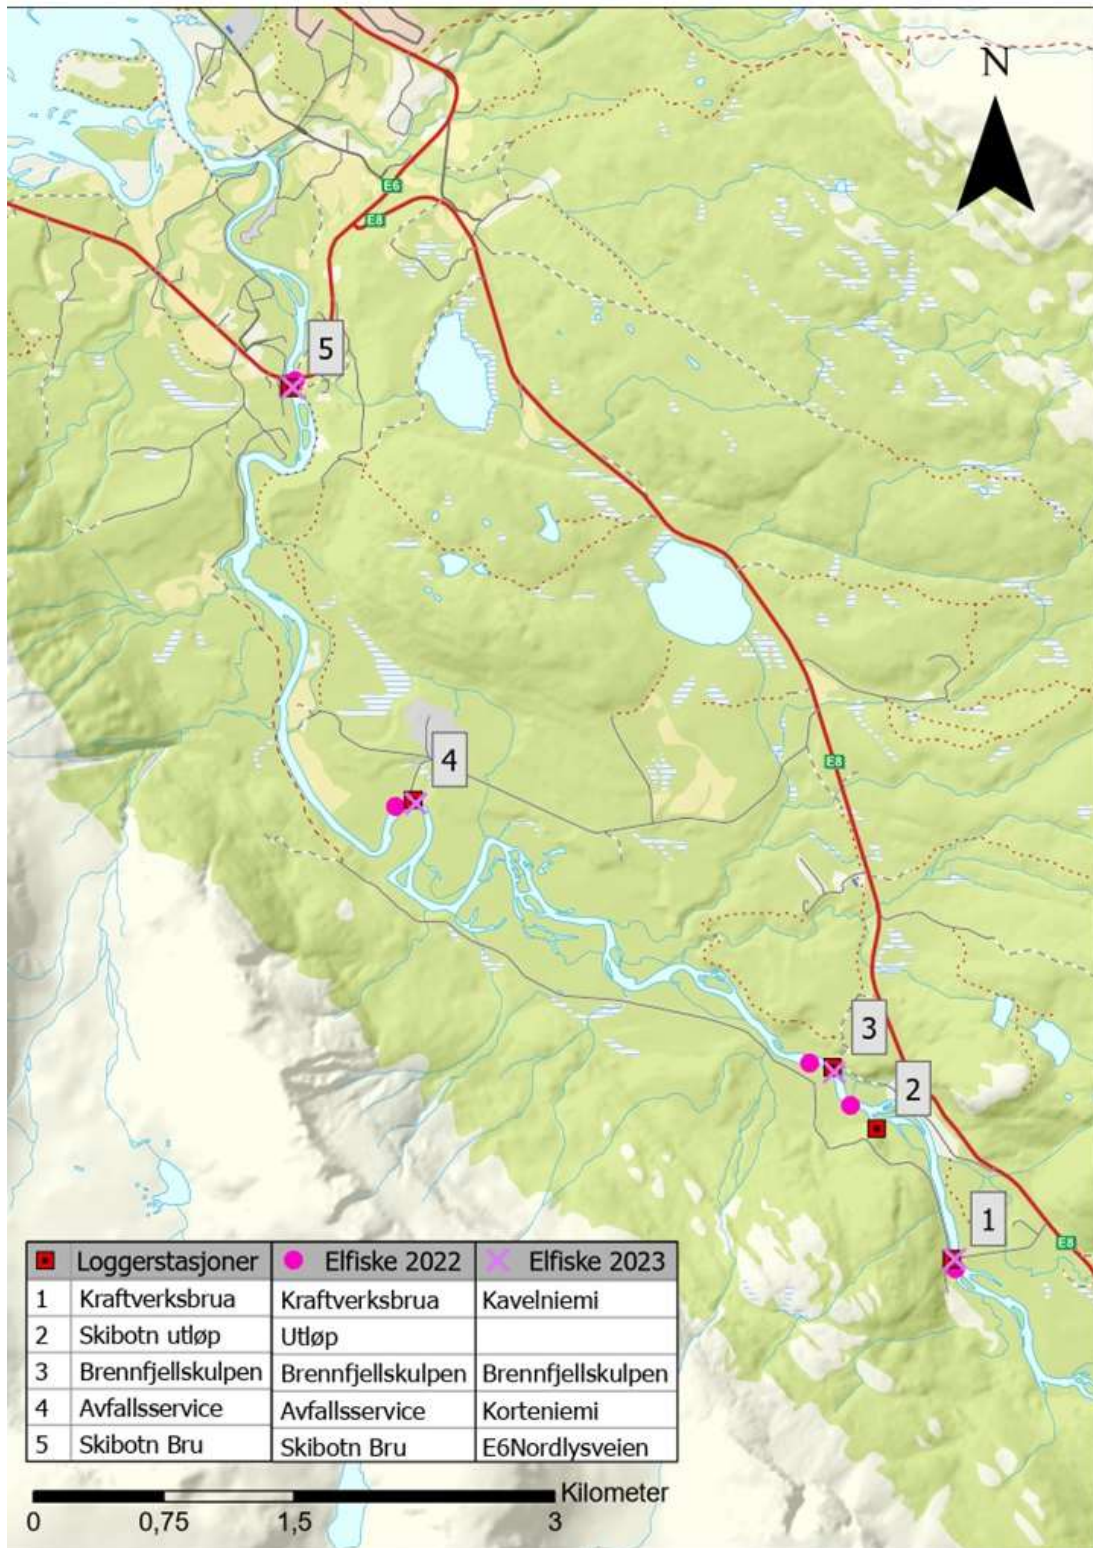 N
E6
E8
5
4
E8
3
2
1
E8
Loggerstasjoner Elfiske 2022 Elfiske 2023
1 Kraftverksbrua Kraftverksbrua Kavelniemi
2 Skibotn utløp Utløp
3 Brennfjellskulpen Brennfjellskulpen Brennfjellskulpen
4 Avfallsservice Avfallsservice Korteniemi
5 Skibotn Bru Skibotn Bru E6Nordlysveien
Kilometer
0 0,75 1,5 3